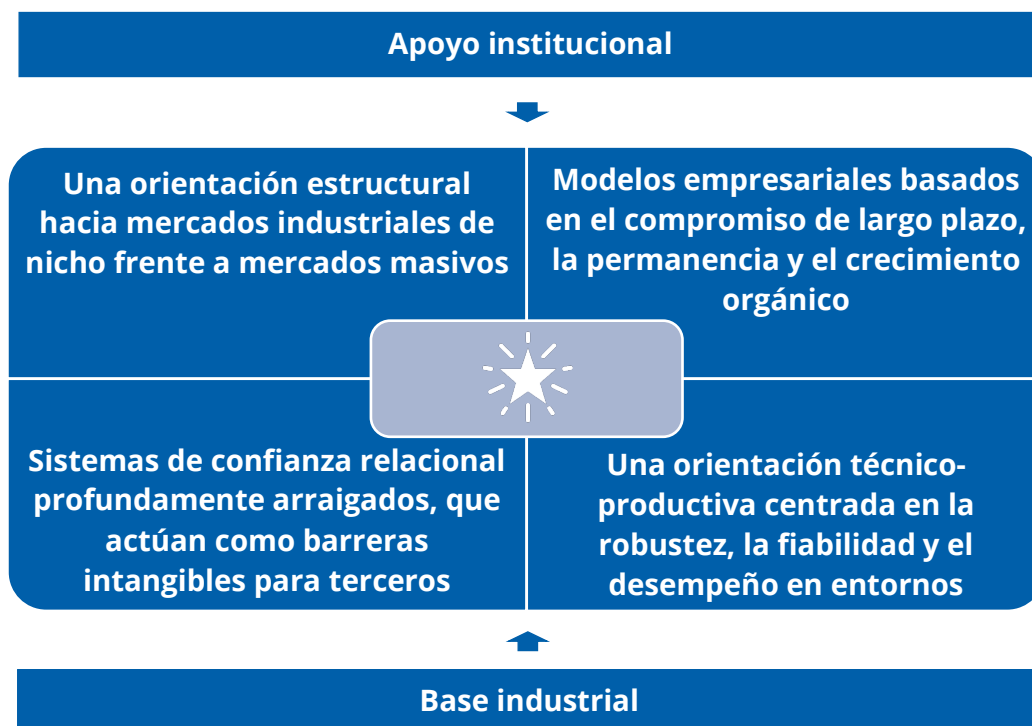 Apoyo institucional
Una orientación estructural
hacia mercados industriales de
nicho frente a mercados masivos
Modelos empresariales basados
en el compromiso de largo plazo,
la permanencia y el crecimiento
orgánico
Sistemas de confianza relacional
profundamente arraigados, que
actúan como barreras
intangibles para terceros
Una orientación técnico-
productiva centrada en la
robustez, la fiabilidad y el
desempeño en entornos
Base industrial